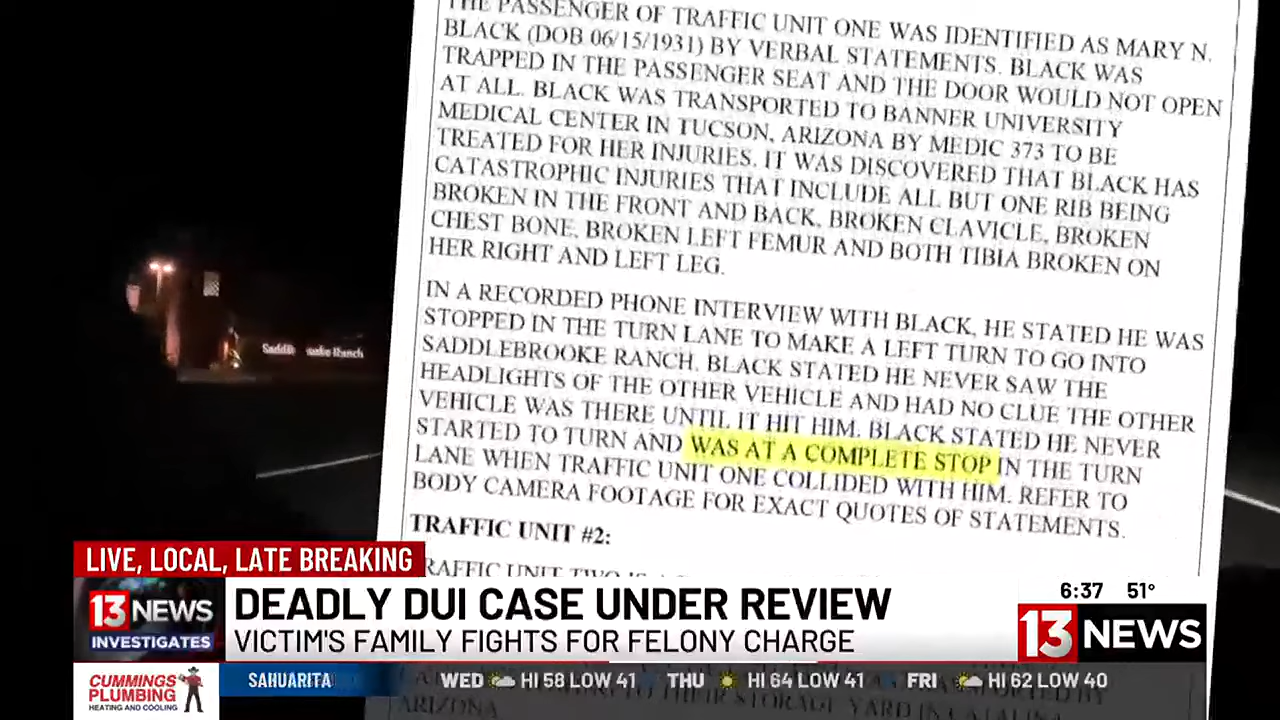 THE PASSENGER OF TRAFFIC UNIT ONE WAS IDENTIFIED AS MARY N.
BLACK (DOB 06/15/1931) BY VERBAL STATEMENTS. BLACK WAS
TRAPPED IN THE PASSENGER SEAT AND THE DOOR WOULD NOT OPEN
AT ALL. BLACK WAS TRANSPORTED TO BANNER UNIVERSITY
MEDICAL CENTER IN TUCSON, ARIZONA BY MEDIC 373 TO BE
TREATED FOR HER INJURIES. IT WAS DISCOVERED THAT BLACK HAS
CATASTROPHIC INJURIES THAT INCLUDE ALL BUT ONE RIB BEING
BROKEN IN THE FRONT AND BACK, BROKEN CLAVICLE, BROKEN
CHEST BONE, BROKEN LEFT FEMUR AND BOTH TIBIA BROKEN ON
HER RIGHT AND LEFT LEG.
IN A RECORDED PHONE INTERVIEW WITH BLACK, HE STATED HE WAS
STOPPED IN THE TURN LANE TO MAKE A LEFT TURN TO GO INTO
SADDLEBROOKE RANCH. BLACK STATED HE NEVER SAW THE
HEADLIGHTS OF THE OTHER VEHICLE AND HAD NO CLUE THE OTHER
VEHICLE WAS THERE UNTIL IT HIT HIM. BLACK STATED HE NEVER
STARTED TO TURN AND WAS AT A COMPLETE STOP IN THE TURN
LANE WHEN TRAFFIC UNIT ONE COLLIDED WITH HIM. REFER TO
BODY CAMERA FOOTAGE FOR EXACT QUOTES OF STATEMENTS.
TRAFFIC UNIT #2:
Ranch
LIVE, LOCAL, LATE BREAKING
13 NEWS
INVESTIGATES
DEADLY DUI CASE UNDER REVIEW
VICTIM'S FAMILY FIGHTS FOR FELONY CHARGE
6:37 51°
13 NEWS
CUMMINGS
PLUMBING
HEATING AND COOLING
SAHUARITA
WED HI 58 LOW 41 THU HI 64 LOW 41 FRI HI 62 LOW 40
ARIZONA